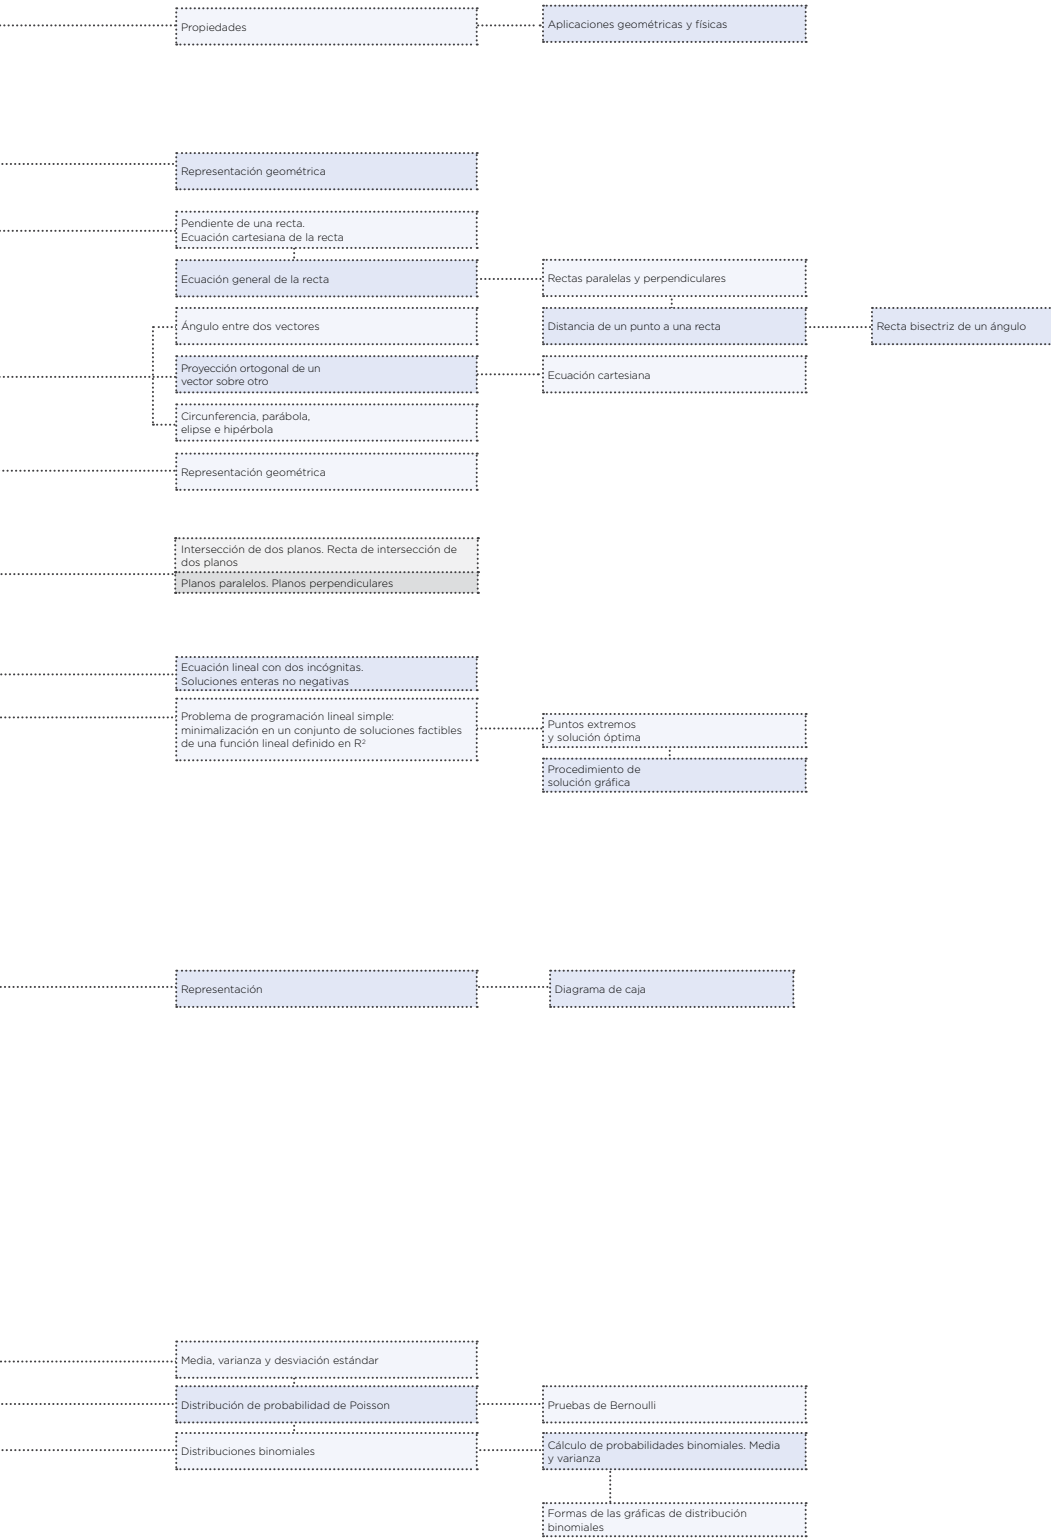 Propiedades
Aplicaciones geométricas y físicas
Representación geométrica
Pendiente de una recta.
Ecuación cartesiana de la recta
Ecuación general de la recta
Rectas paralelas y perpendiculares
Ángulo entre dos vectores
Distancia de un punto a una recta
Recta bisectriz de un ángulo
Proyección ortogonal de un
vector sobre otro
Ecuación cartesiana
Circunferencia, parábola,
elipse e hipérbola
Representación geométrica
Intersección de dos planos. Recta de intersección de
dos planos
Planos paralelos. Planos perpendiculares
Ecuación lineal con dos incógnitas.
Soluciones enteras no negativas
Problema de programación lineal simple:
minimalización en un conjunto de soluciones factibles
de una función lineal definido en R²
Puntos extremos
y solución óptima
Procedimiento de
solución gráfica
Representación
Diagrama de caja
Media, varianza y desviación estándar
Distribución de probabilidad de Poisson
Pruebas de Bernoulli
Distribuciones binomiales
Cálculo de probabilidades binomiales. Media
y varianza
Formas de las gráficas de distribución
binomiales